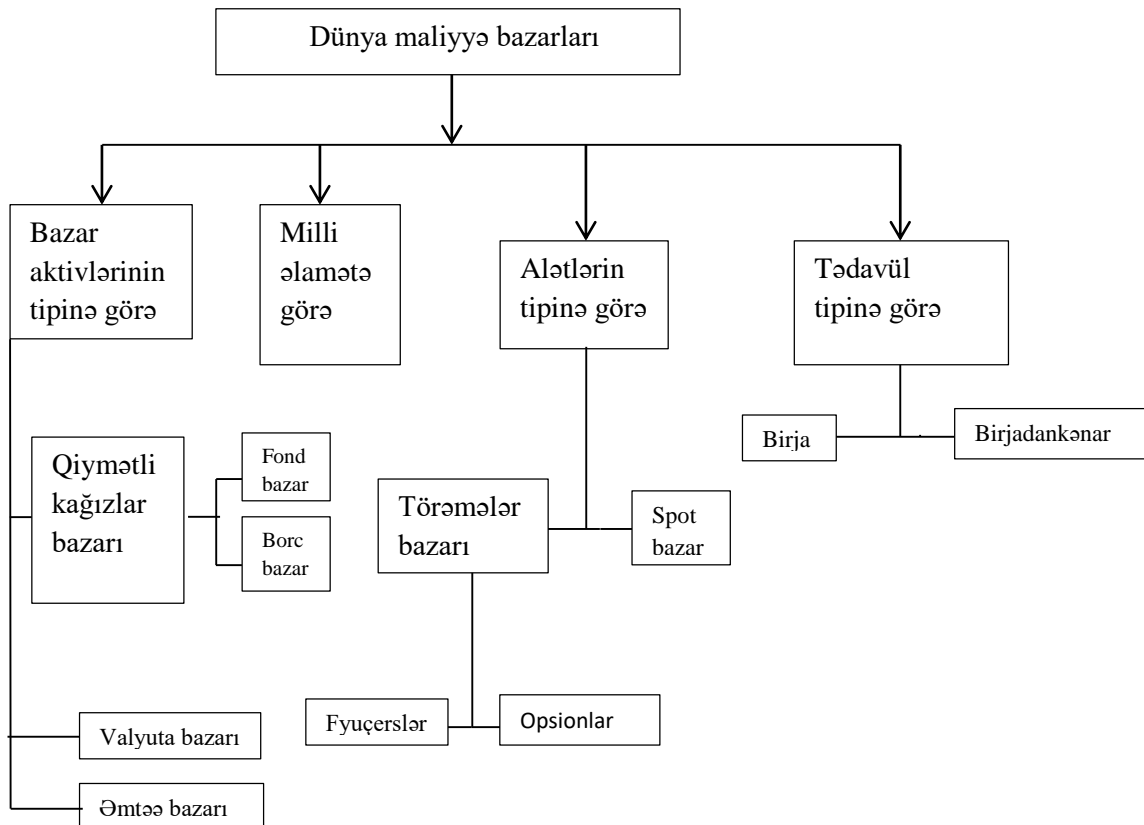 Dünya maliyyə bazarları
Bazar
aktivlərinin
tipinə görə
Milli
əlamətə
görə
Alətlərin
tipinə görə
Tədavül
tipinə görə
Birja
Birjadankənar
Qiymətli
kağızlar
bazarı
Fond
bazar
Borc
bazar
Törəmələr
bazarı
Spot
bazar
Fyuçerslər
Opsionlar
Valyuta bazarı
Əmtəə bazarı